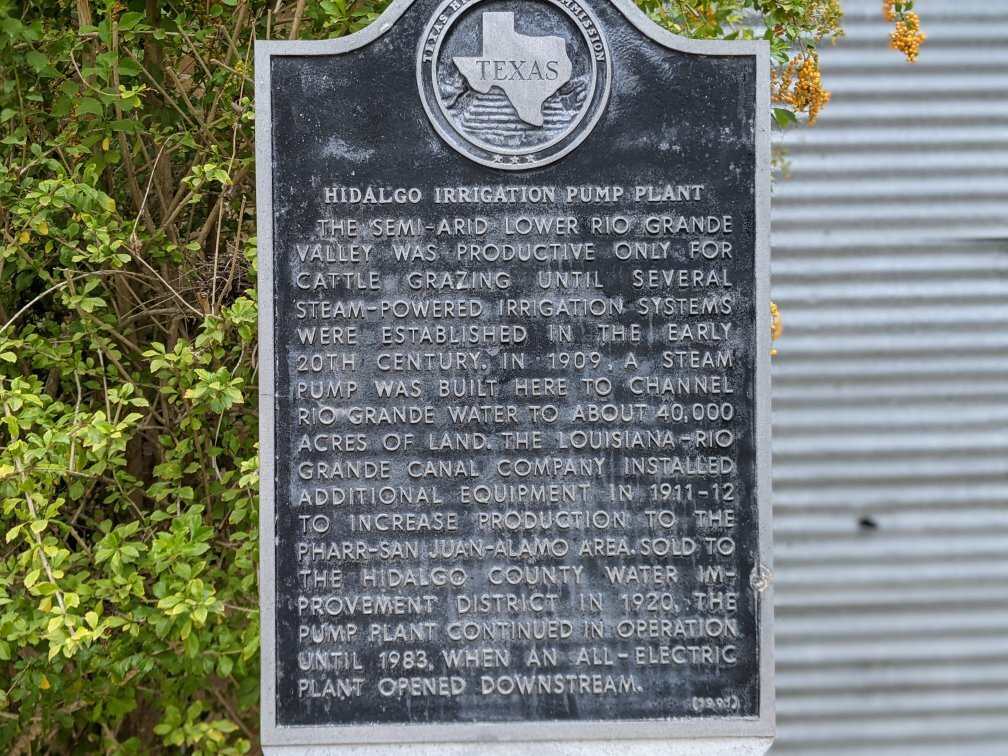 TEXAS
HIDALGO IRRIGATION PUMP PLANT
THE SEMI-ARID LOWER RIO GRANDE
VALLEY WAS PRODUCTIVE ONLY FOR
CATTLE GRAZING UNTIL SEVERAL
STEAM-POWERED IRRIGATION SYSTEMS
WERE ESTABLISHED IN THE EARLY
20TH CENTURY. IN 1909, A STEAM
PUMP WAS BUILT HERE TO CHANNEL
RIO GRANDE WATER TO ABOUT 40,000
ACRES OF LAND. THE LOUISIANA-RIO
GRANDE CANAL COMPANY INSTALLED
ADDITIONAL EQUIPMENT IN 1911-12
TO INCREASE PRODUCTION TO THE
PHARR-SAN JUAN-ALAMO AREA. SOLD TO
THE HIDALGO COUNTY WATER IM-
PROVEMENT DISTRICT IN 1920, THE
PUMP PLANT CONTINUED IN OPERATION
UNTIL 1983, WHEN AN ALL-ELECTRIC
PLANT OPENED DOWNSTREAM.